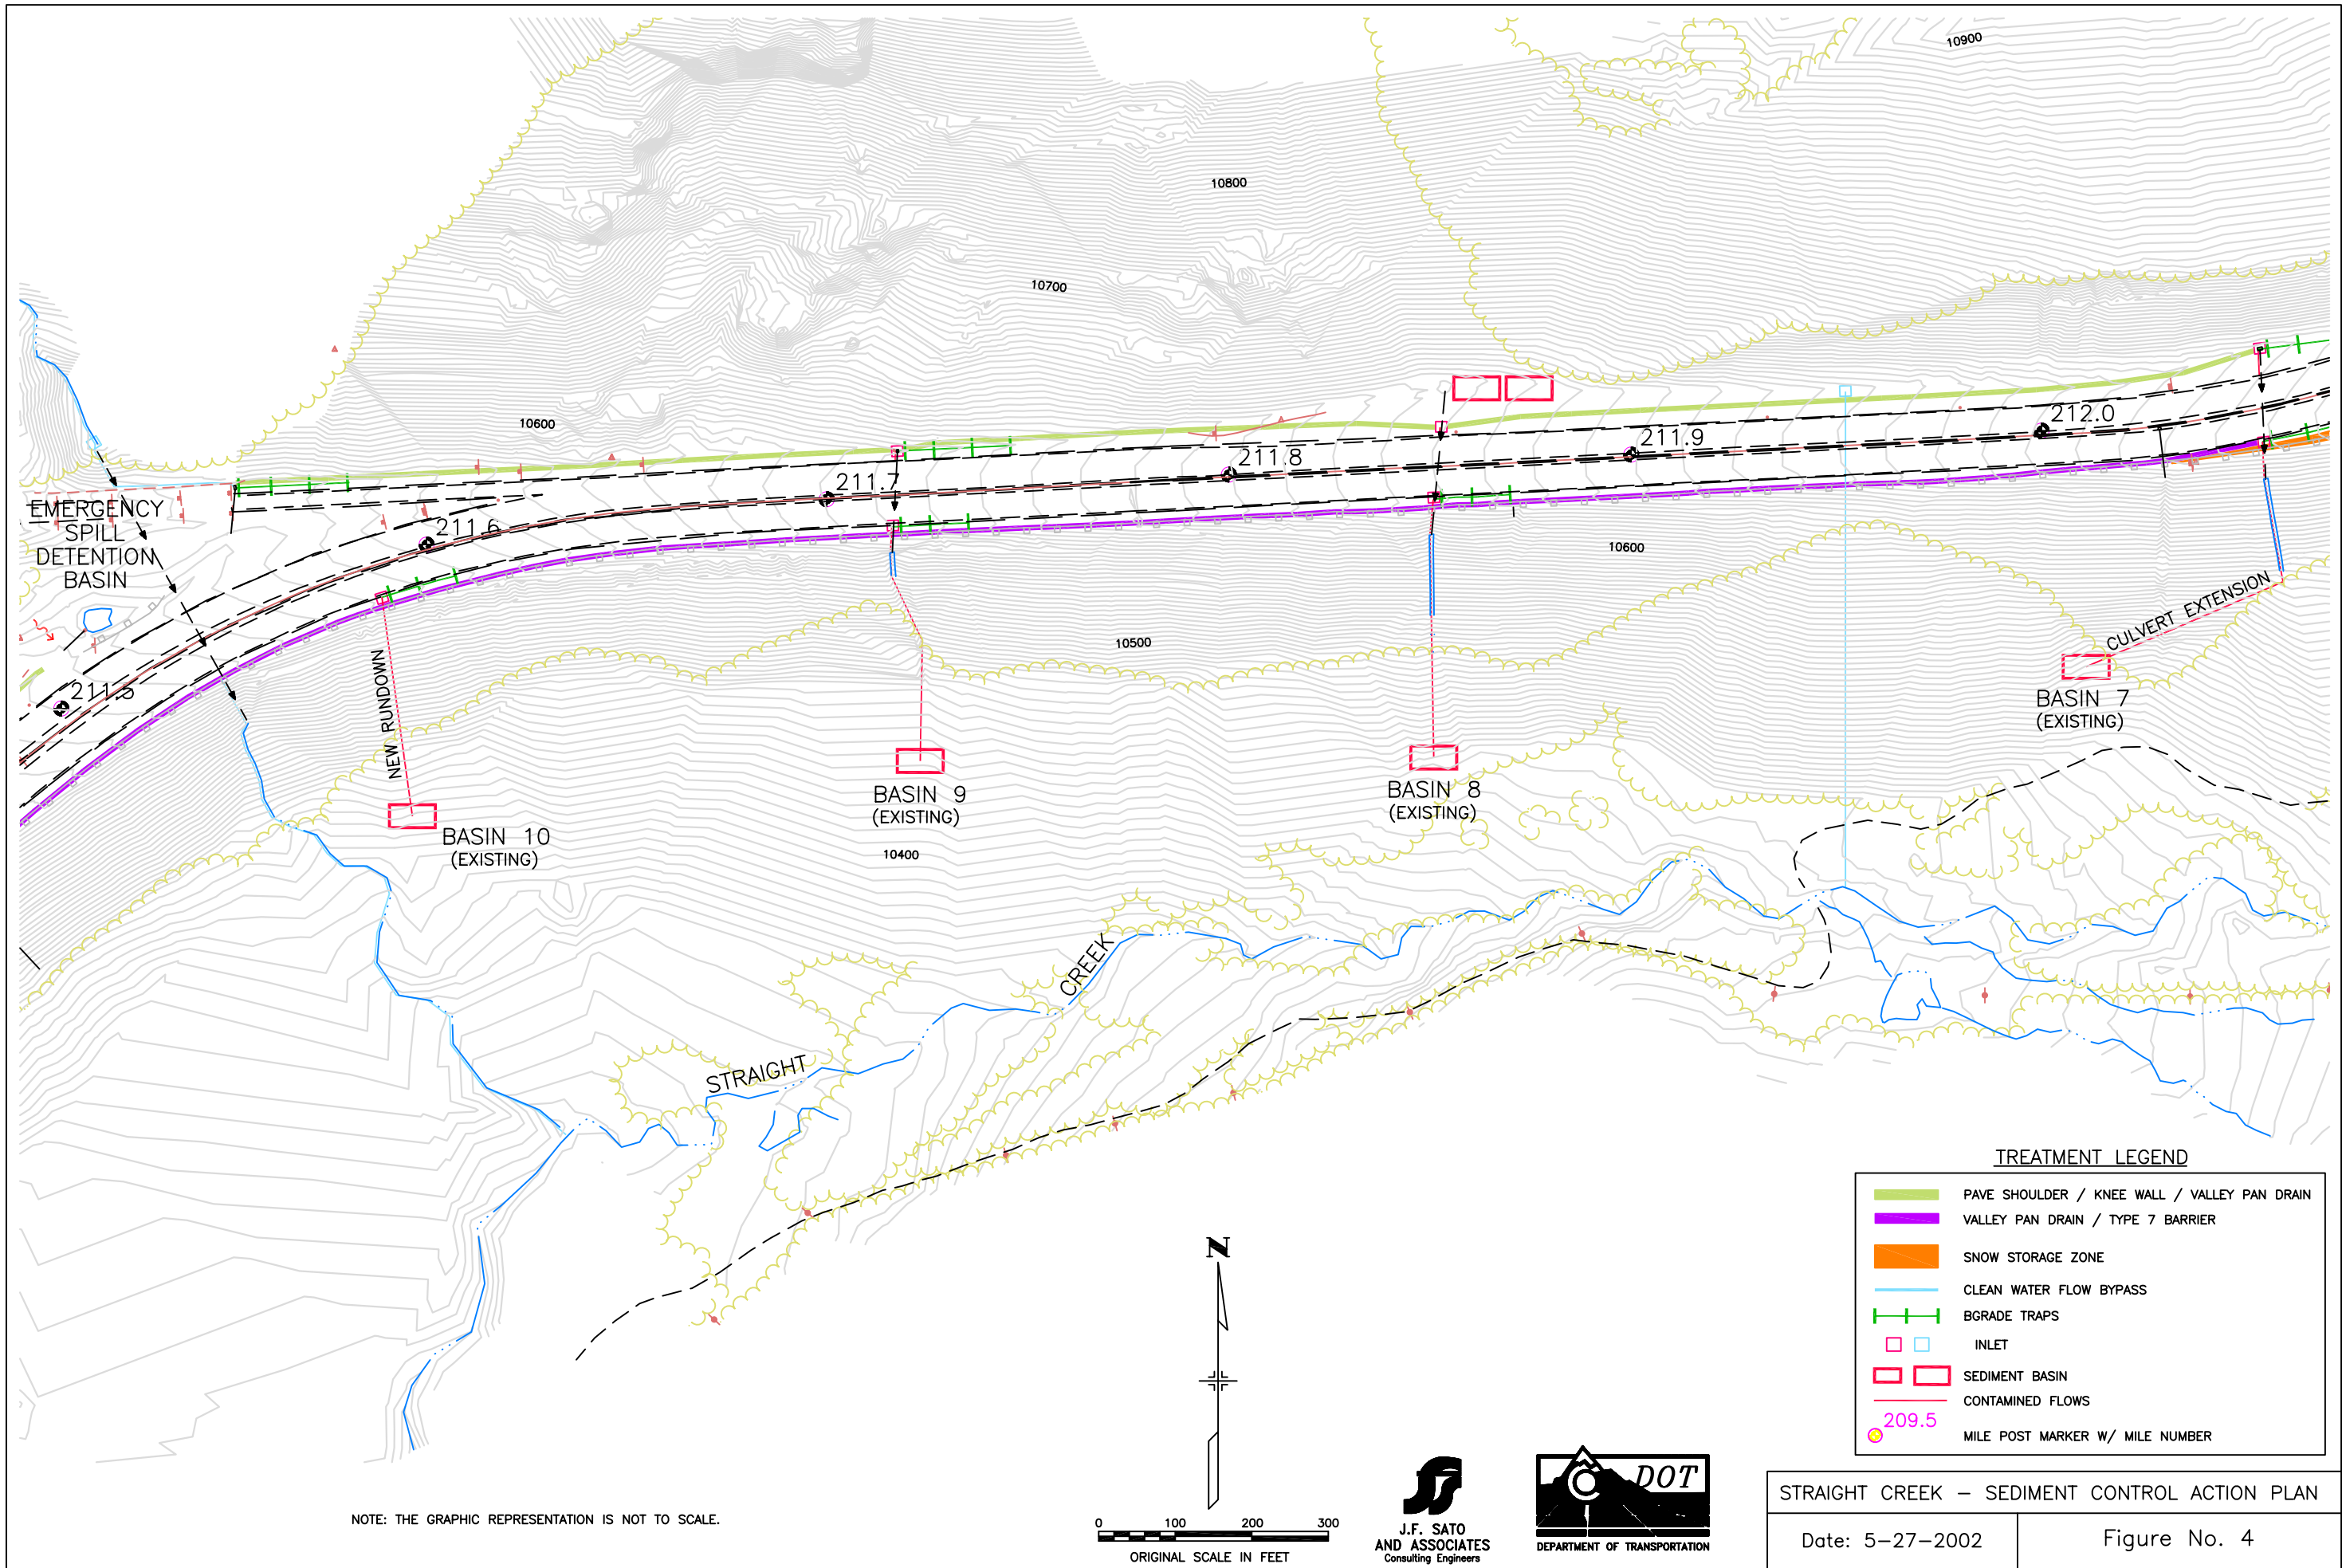 10900
10800
10700
10600
212.0
211.9
211.8
211.7
211.6
211.5
EMERGENCY
SPILL
DETENTION
BASIN
10600
10500
10400
NEW RUNDOWN
CULVERT EXTENSION
BASIN 7
(EXISTING)
BASIN 8
(EXISTING)
BASIN 9
(EXISTING)
BASIN 10
(EXISTING)
STRAIGHT CREEK
TREATMENT LEGEND
PAVE SHOULDER / KNEE WALL / VALLEY PAN DRAIN
VALLEY PAN DRAIN / TYPE 7 BARRIER
SNOW STORAGE ZONE
CLEAN WATER FLOW BYPASS
BGRADE TRAPS
INLET
SEDIMENT BASIN
CONTAMINED FLOWS
209.5
MILE POST MARKER W/ MILE NUMBER
N
NOTE: THE GRAPHIC REPRESENTATION IS NOT TO SCALE.
0 100 200 300
ORIGINAL SCALE IN FEET
J.F. SATO
AND ASSOCIATES
Consulting Engineers
C DOT
DEPARTMENT OF TRANSPORTATION
STRAIGHT CREEK – SEDIMENT CONTROL ACTION PLAN
Date: 5-27-2002
Figure No. 4